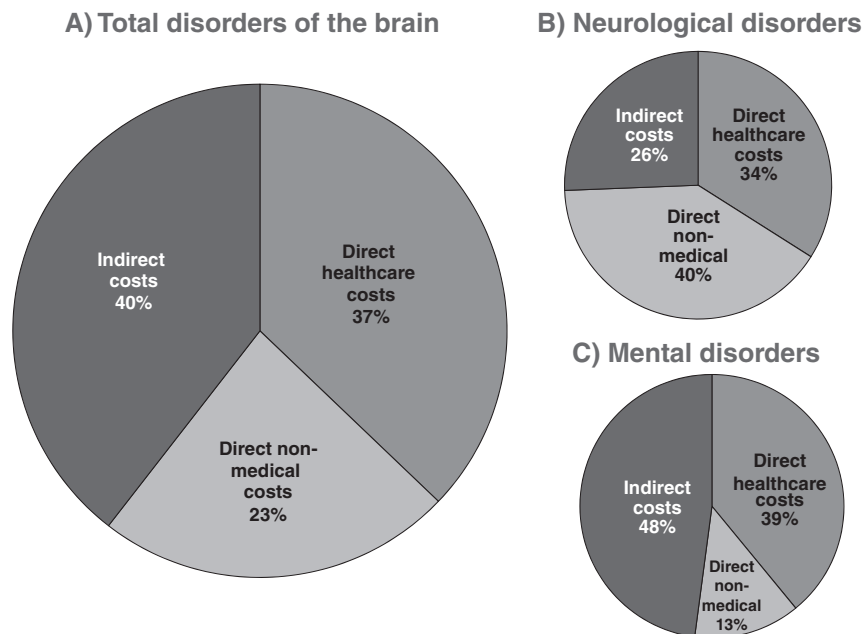 A) Total disorders of the brain
Indirect
costs
40%
Direct
healthcare
costs
37%
Direct non-
medical
costs
23%
B) Neurological disorders
Indirect
costs
26%
Direct
healthcare
costs
34%
Direct
non-
medical
40%
C) Mental disorders
Indirect
costs
48%
Direct
healthcare
costs
39%
Direct
non-
medical
13%